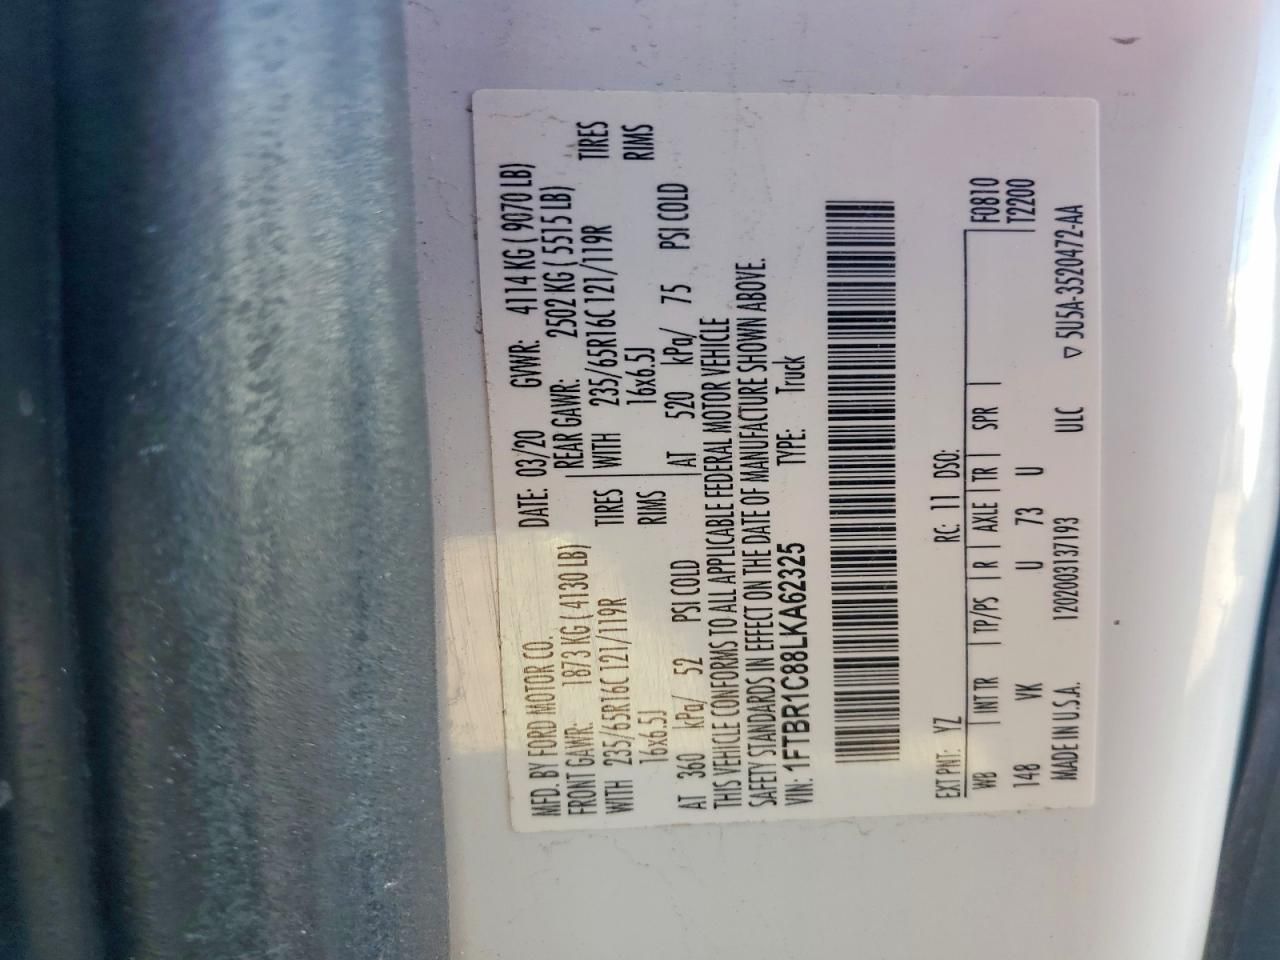 MFD. BY FORD MOTOR CO. DATE: 03/20 GVWR: 4114 KG ( 9070 LB)
FRONT GAWR: 1873 KG ( 4130 LB) REAR GAWR: 2502 KG ( 5515 LB)
WITH 235/65R16C 121/119R TIRES WITH 235/65R16C 121/119R TIRES
16x6.5J RIMS 16x6.5J RIMS
AT 360 kPa/ 52 PSI COLD AT 520 kPa/ 75 PSI COLD
THIS VEHICLE CONFORMS TO ALL APPLICABLE FEDERAL MOTOR VEHICLE
SAFETY STANDARDS IN EFFECT ON THE DATE OF MANUFACTURE SHOWN ABOVE.
VIN: 1FTBR1C88LKA62325 TYPE: Truck
EXT PNT: YZ RC: 11 DSO:
WB INT TR TP/PS R AXLE TR SPR F0810
148 VK U 73 U T2200
MADE IN U.S.A. 1202003137193 ULC ▽ 5U5A-3520472-AA